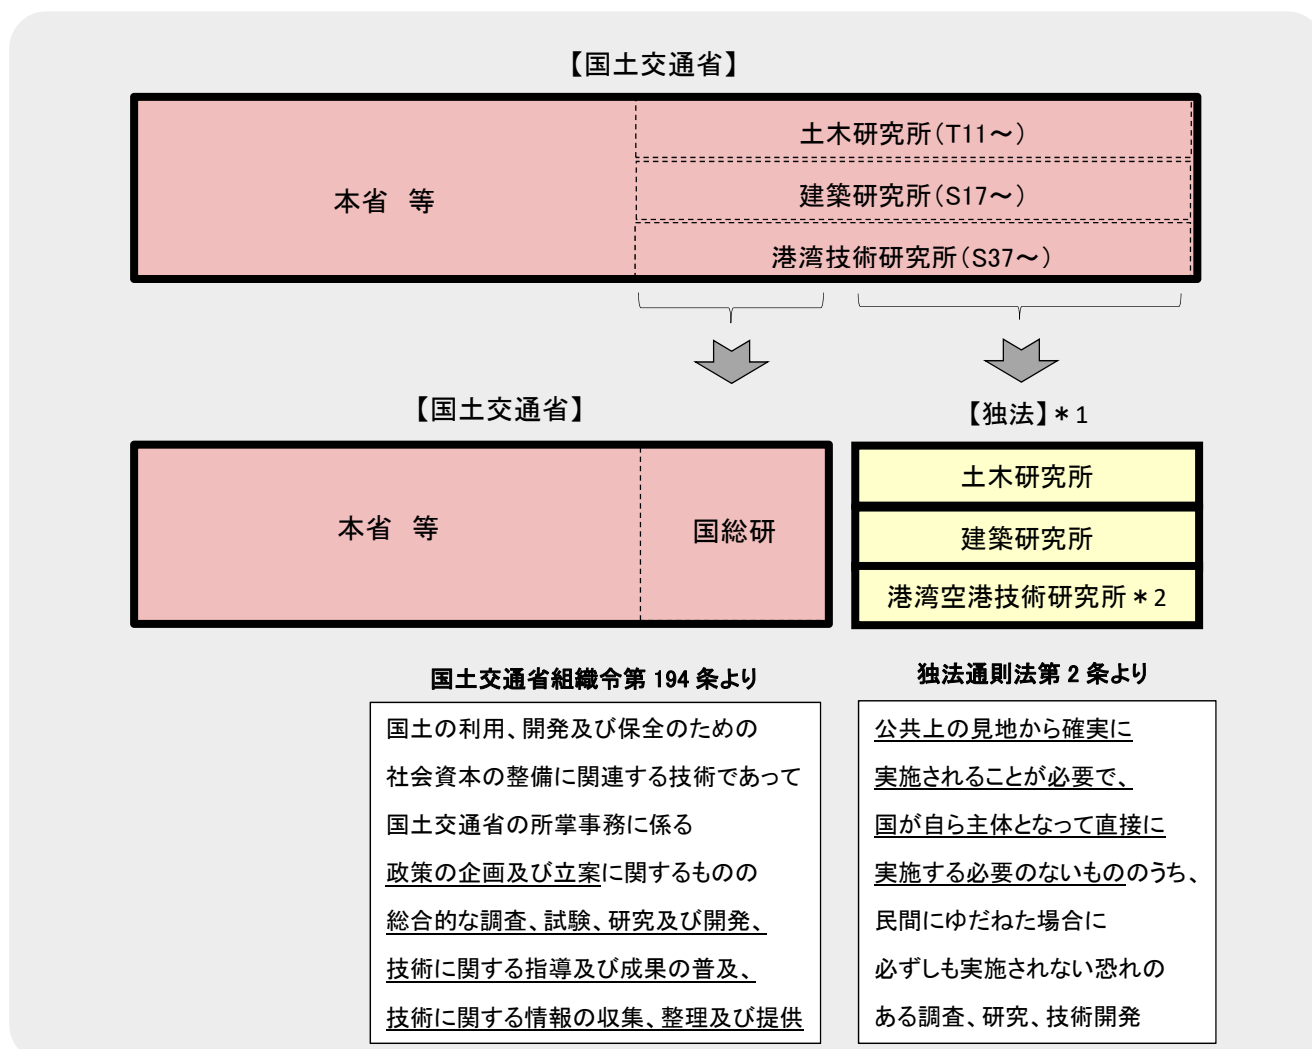 【国土交通省】
本省 等
土木研究所(T11～)
建築研究所(S17～)
港湾技術研究所(S37～)
【国土交通省】
本省 等
国総研
【独法】＊1
土木研究所
建築研究所
港湾空港技術研究所＊2
国土交通省組織令第 194 条より
国土の利用、開発及び保全のための
社会資本の整備に関連する技術であって
国土交通省の所掌事務に係る
政策の企画及び立案に関するものの
総合的な調査、試験、研究及び開発、
技術に関する指導及び成果の普及、
技術に関する情報の収集、整理及び提供
独法通則法第 2 条より
公共上の見地から確実に
実施されることが必要で、
国が自ら主体となって直接に
実施する必要のないもののうち、
民間にゆだねた場合に
必ずしも実施されない恐れの
ある調査、研究、技術開発